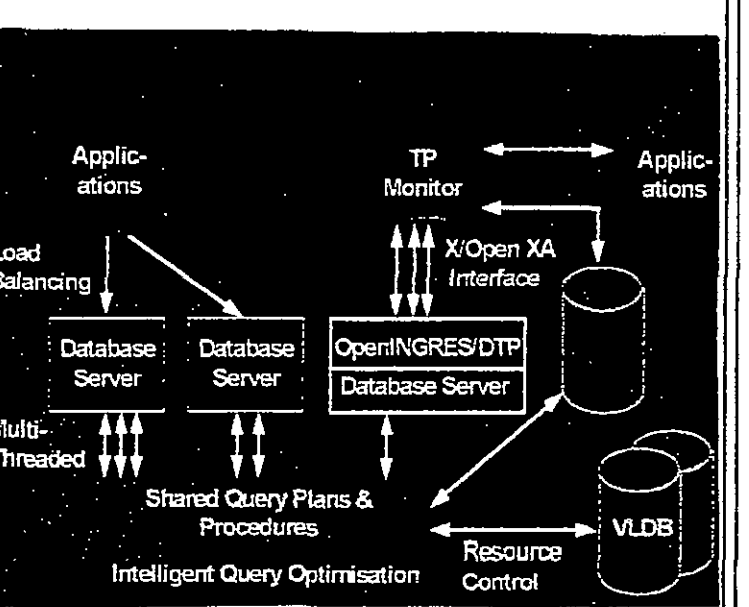 Applic-
ations
TP
Monitor
Applic-
ations
Load
Balancing
X/Open XA
Interface
Database
Server
Database
Server
OpenINGRES/DTP
Database Server
Multi-
Threaded
Shared Query Plans &
Procedures
VLDB
Resource
Control
Intelligent Query Optimisation